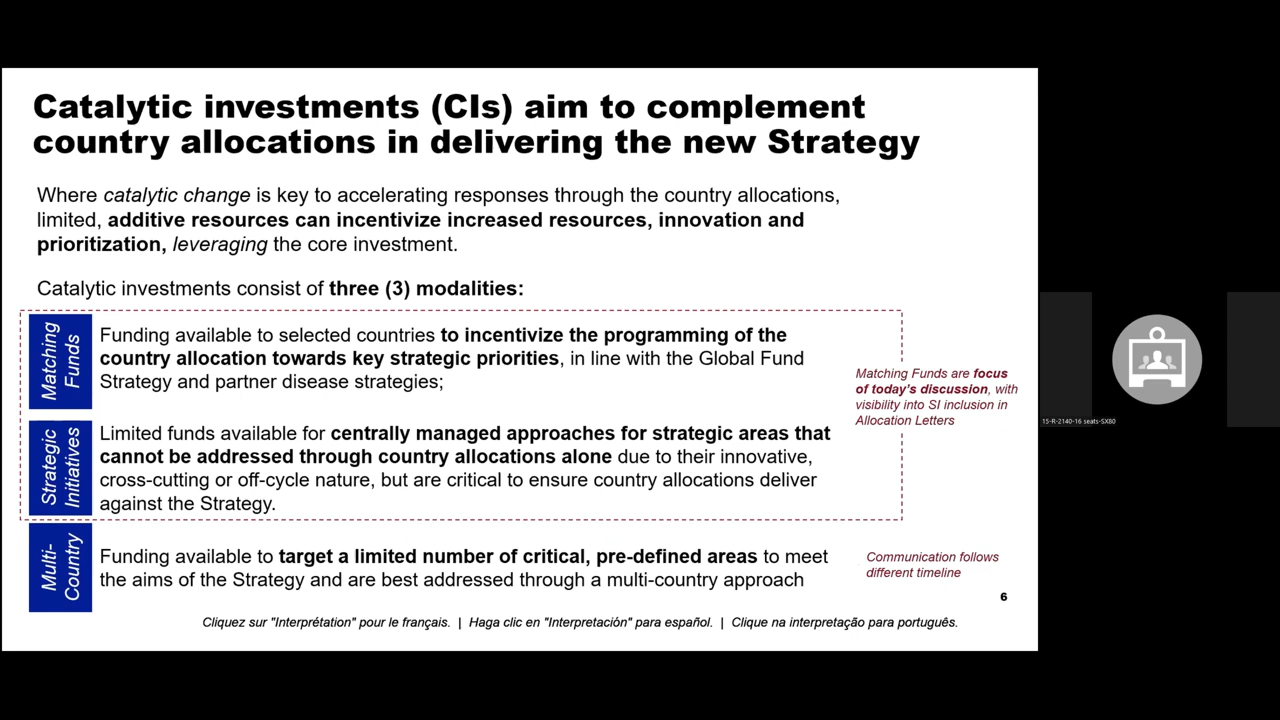 Catalytic investments (CIs) aim to complement
country allocations in delivering the new Strategy
Where catalytic change is key to accelerating responses through the country allocations,
limited, additive resources can incentivize increased resources, innovation and
prioritization, leveraging the core investment.
Catalytic investments consist of three (3) modalities:
Matching
Funds
Funding available to selected countries to incentivize the programming of the
country allocation towards key strategic priorities, in line with the Global Fund
Strategy and partner disease strategies;
Strategic
Initiatives
Limited funds available for centrally managed approaches for strategic areas that
cannot be addressed through country allocations alone due to their innovative,
cross-cutting or off-cycle nature, but are critical to ensure country allocations deliver
against the Strategy.
Matching Funds are focus
of today's discussion, with
visibility into SI inclusion in
Allocation Letters
Multi-
Country
Funding available to target a limited number of critical, pre-defined areas to meet
the aims of the Strategy and are best addressed through a multi-country approach
Communication follows
different timeline
6
Cliquez sur "Interprétation" pour le français. | Haga clic en "Interpretación" para español. | Clique na interpretação para português.
15-R-2140-16 seats-SX80